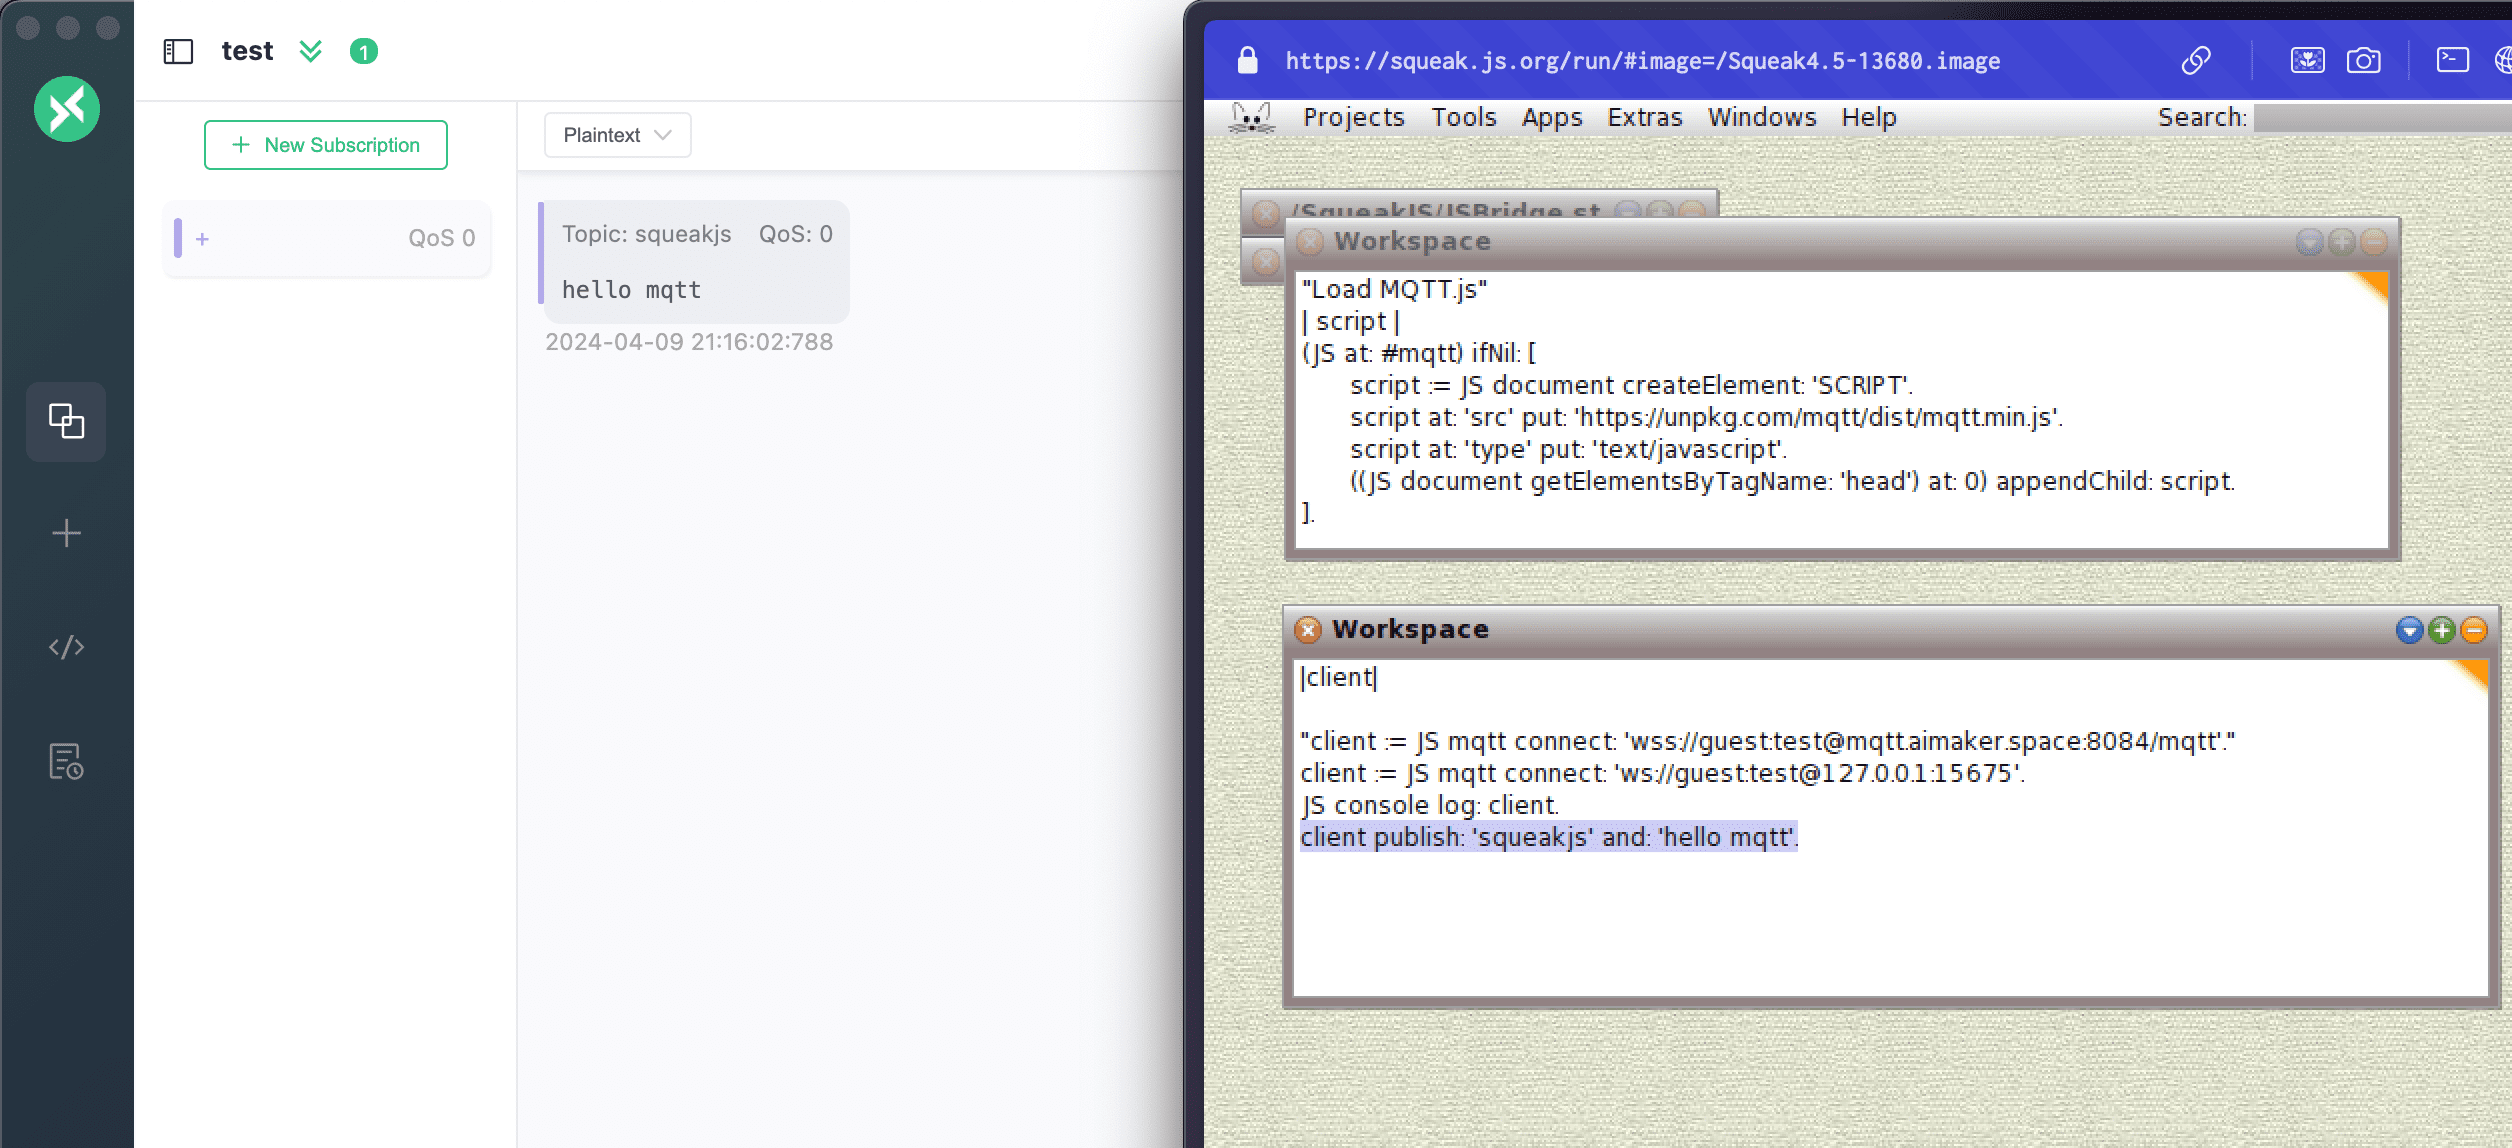 test
1
New Subscription
+
QoS 0
Plaintext
Topic: squeakjs QoS: 0
hello mqtt
2024-04-09 21:16:02:788
https://squeak.js.org/run/#image=/Squeak4.5-13680.image
Projects Tools Apps Extras Windows Help Search:
/SqueakJS/JSBridge.st
Workspace
"Load MQTT.js"
| script |
(JS at: #mqtt) ifNil: [
script := JS document createElement: 'SCRIPT'.
script at: 'src' put: 'https://unpkg.com/mqtt/dist/mqtt.min.js'.
script at: 'type' put: 'text/javascript'.
((JS document getElementsByTagName: 'head') at: 0) appendChild: script.
].
Workspace
|client|
"client := JS mqtt connect: 'wss://guest:test@mqtt.aimaker.space:8084/mqtt'."
client := JS mqtt connect: 'ws://guest:test@127.0.0.1:15675'.
JS console log: client.
client publish: 'squeakjs' and: 'hello mqtt'.